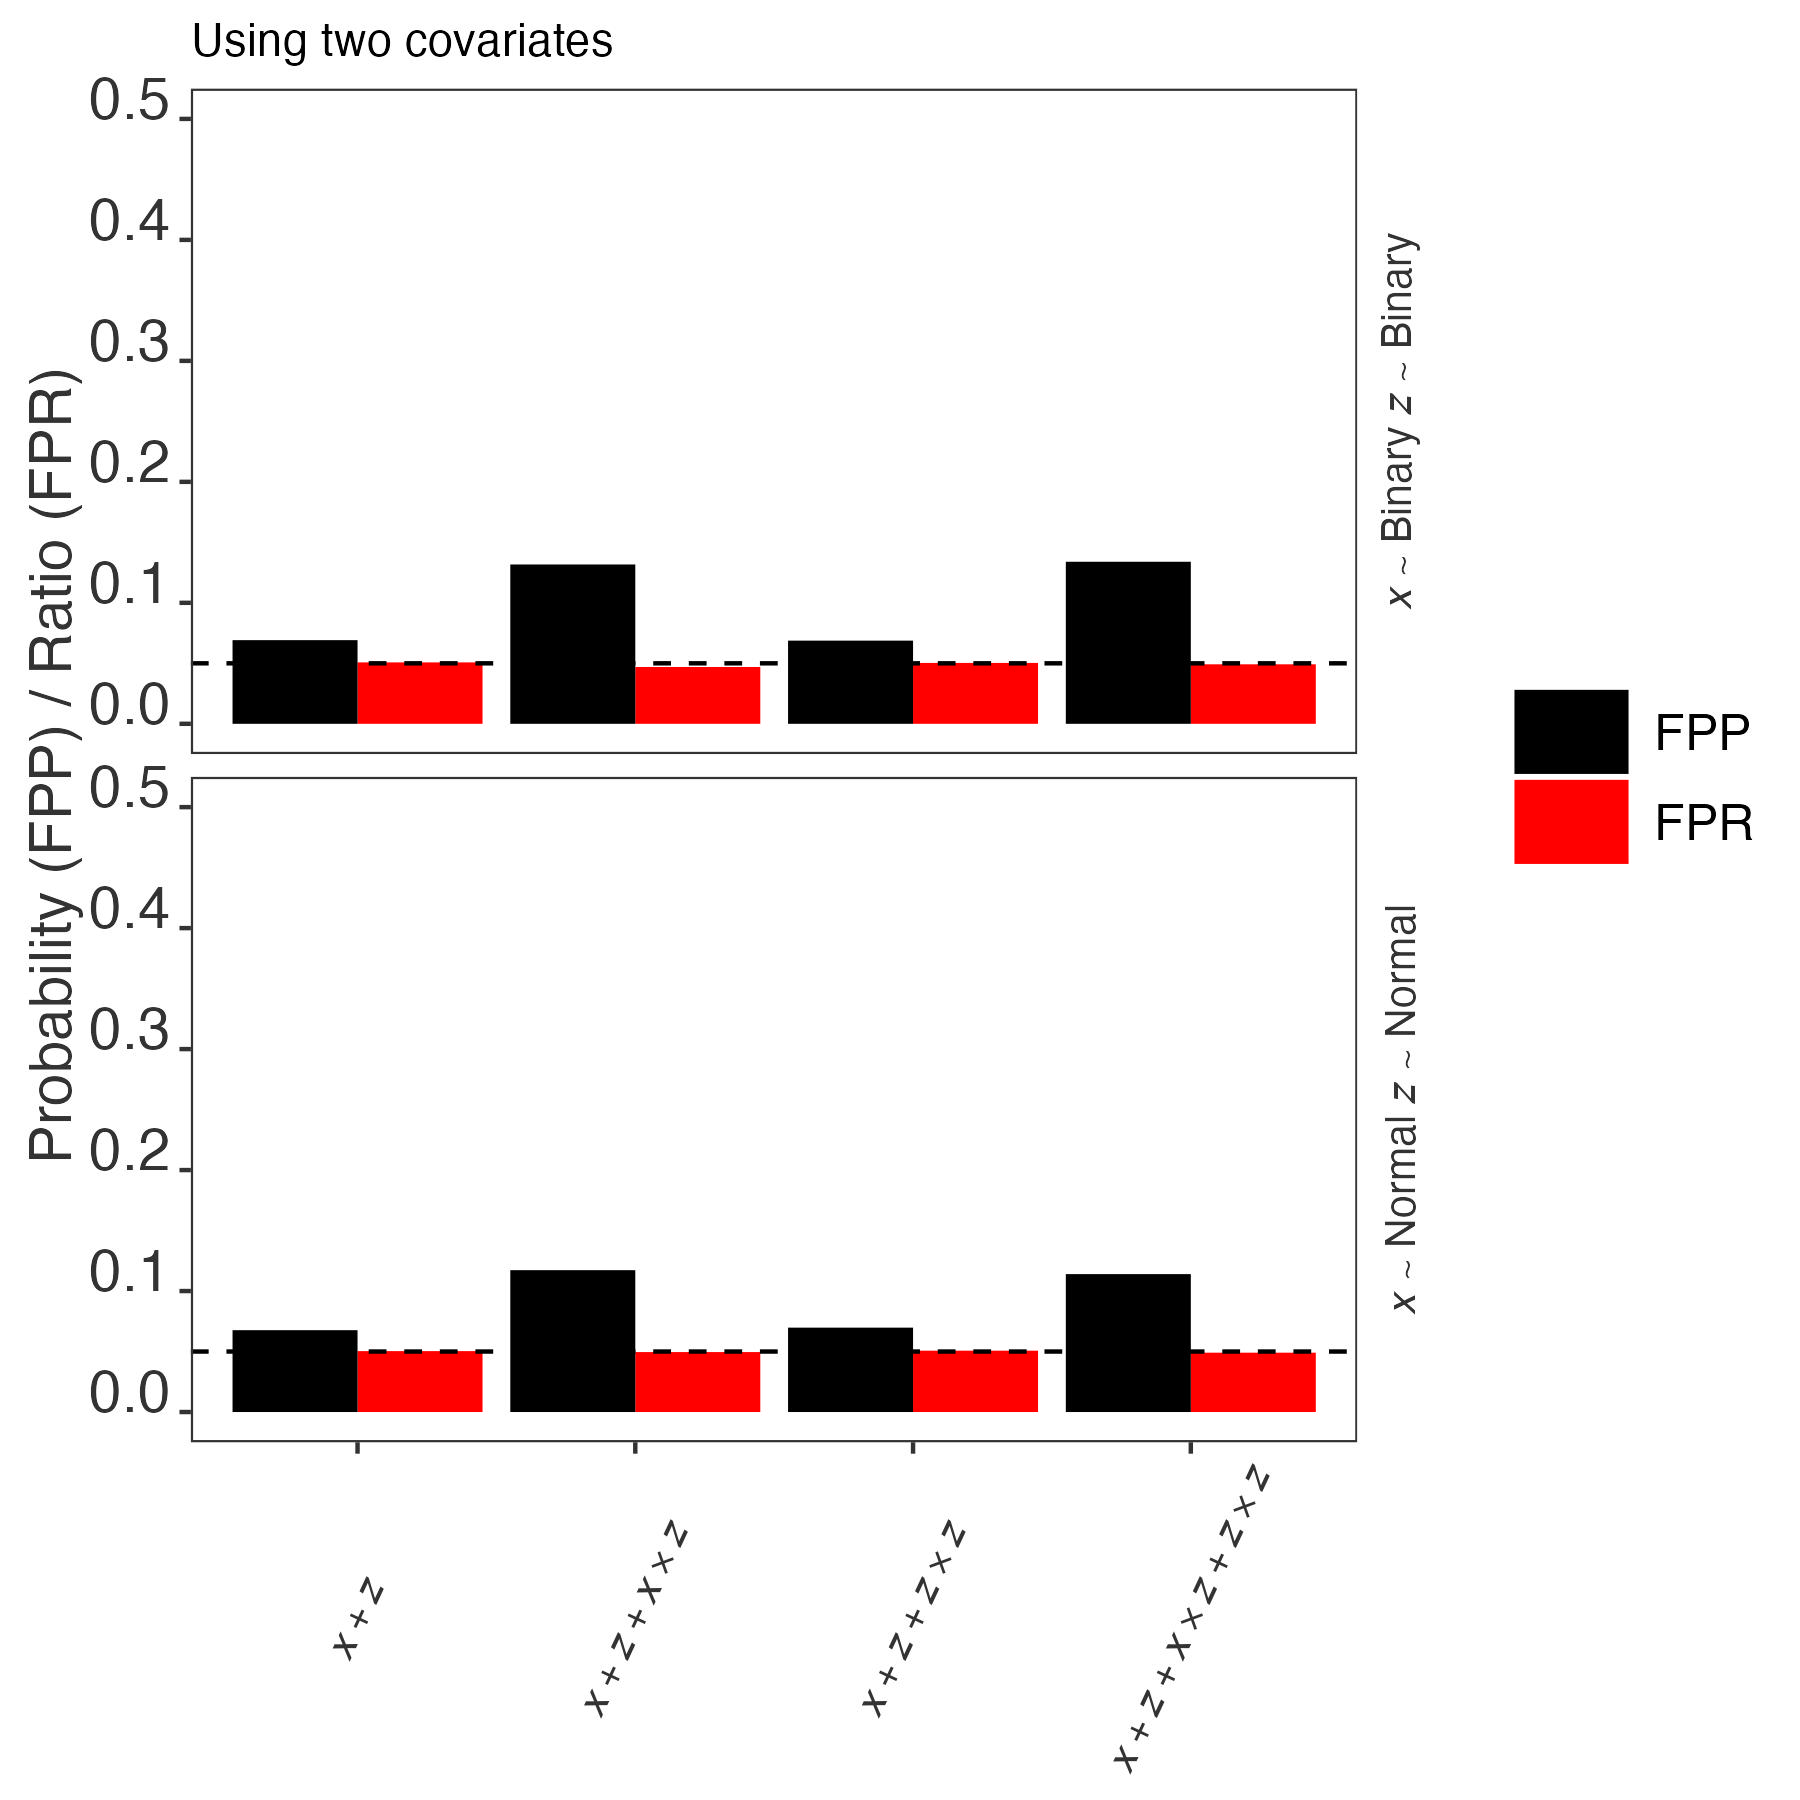 Using two covariates
Probability (FPP) / Ratio (FPR)
0.5
0.4
0.3
0.2
0.1
0.0
x ~ Binary z ~ Binary
0.5
0.4
0.3
0.2
0.1
0.0
x ~ Normal z ~ Normal
FPP
FPR
x + z
x + z + x × z
x + z + z × z
x + z + x × z + z × z